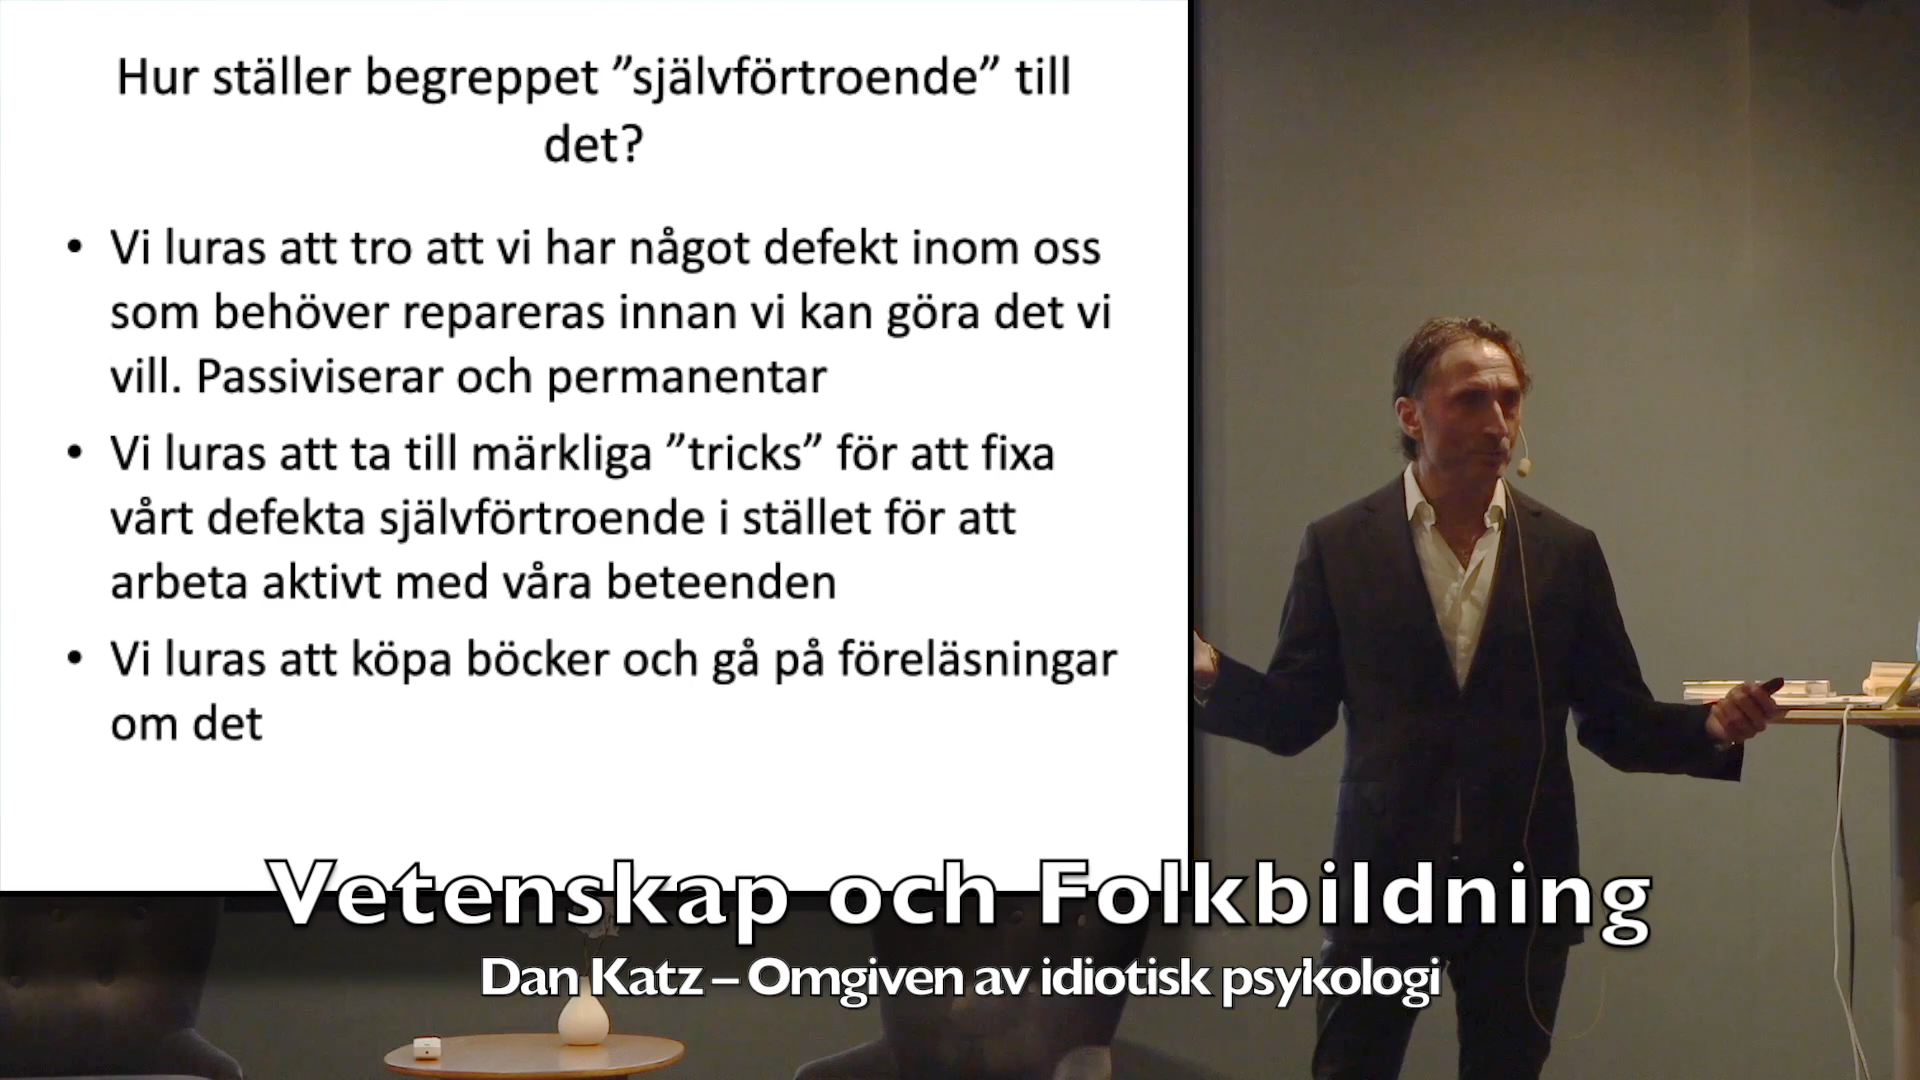 Hur ställer begreppet ”självförtroende” till
det?
• Vi luras att tro att vi har något defekt inom oss
som behöver repareras innan vi kan göra det vi
vill. Passiviserar och permanentar
• Vi luras att ta till märkliga ”tricks” för att fixa
vårt defekta självförtroende i stället för att
arbeta aktivt med våra beteenden
• Vi luras att köpa böcker och gå på föreläsningar
om det
Vetenskap och Folkbildning
Dan Katz – Omgiven av idiotisk psykologi